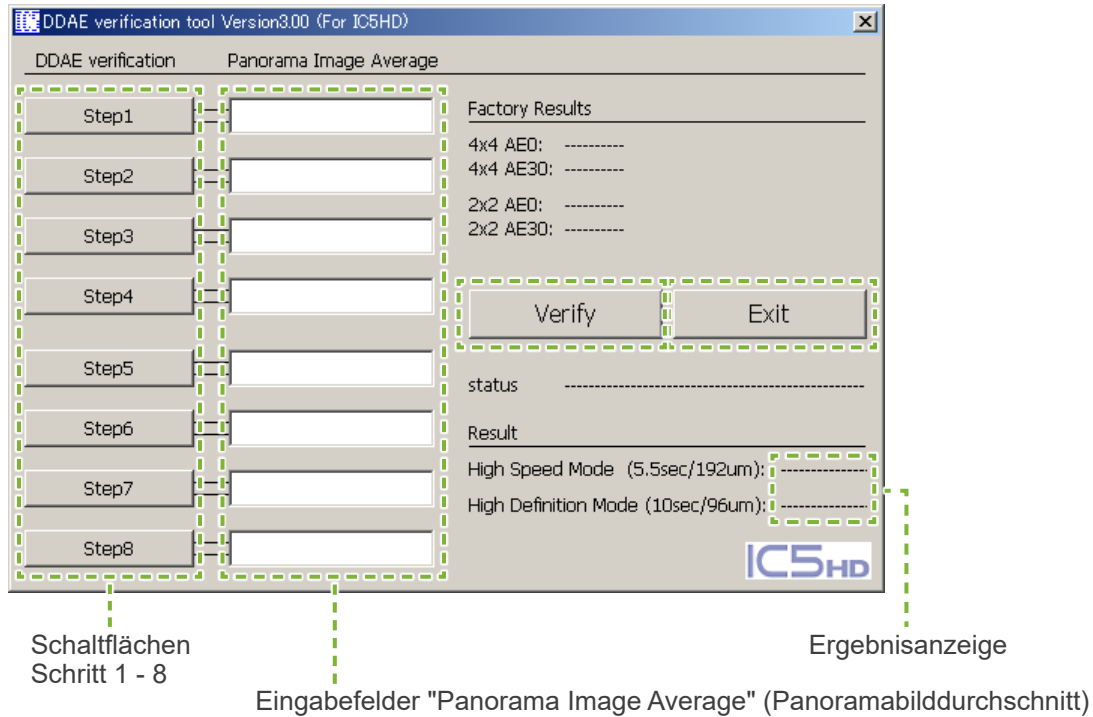 DDAE verification tool Version3.00 (For IC5HD)
DDAE verification
Panorama Image Average
Step1
Step2
Step3
Step4
Step5
Step6
Step7
Step8
Factory Results
4x4 AE0: ----------
4x4 AE30: ----------
2x2 AE0: ----------
2x2 AE30: ----------
Verify
Exit
status --------------------------------------------------
Result
High Speed Mode (5.5sec/192um): ---------------
High Definition Mode (10sec/96um): ---------------
IC5HD
Schaltflächen
Schritt 1 - 8
Ergebnisanzeige
Eingabefelder "Panorama Image Average" (Panoramabilddurchschnitt)